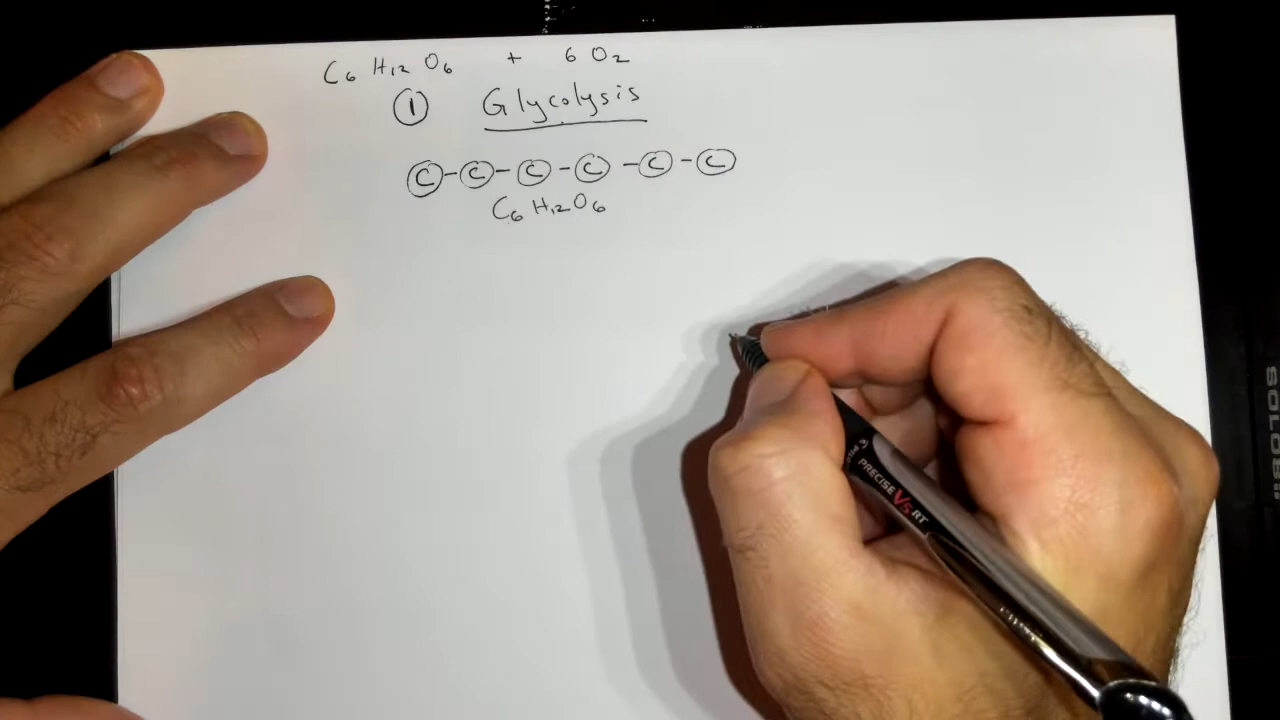 C6 H12 O6 + 6 O2
① Glycolysis
C-C-C-C-C-C
C6 H12 O6
PRECISE V5 RT